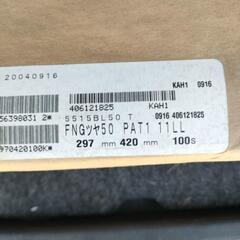 20040916
KAH1 0916
56398031 2*
406121825 KAH1
5515BL50 T 0916 406121825
FNGツヤ50 PAT1 11LL
970420100K*
297 mm 420 mm 100s